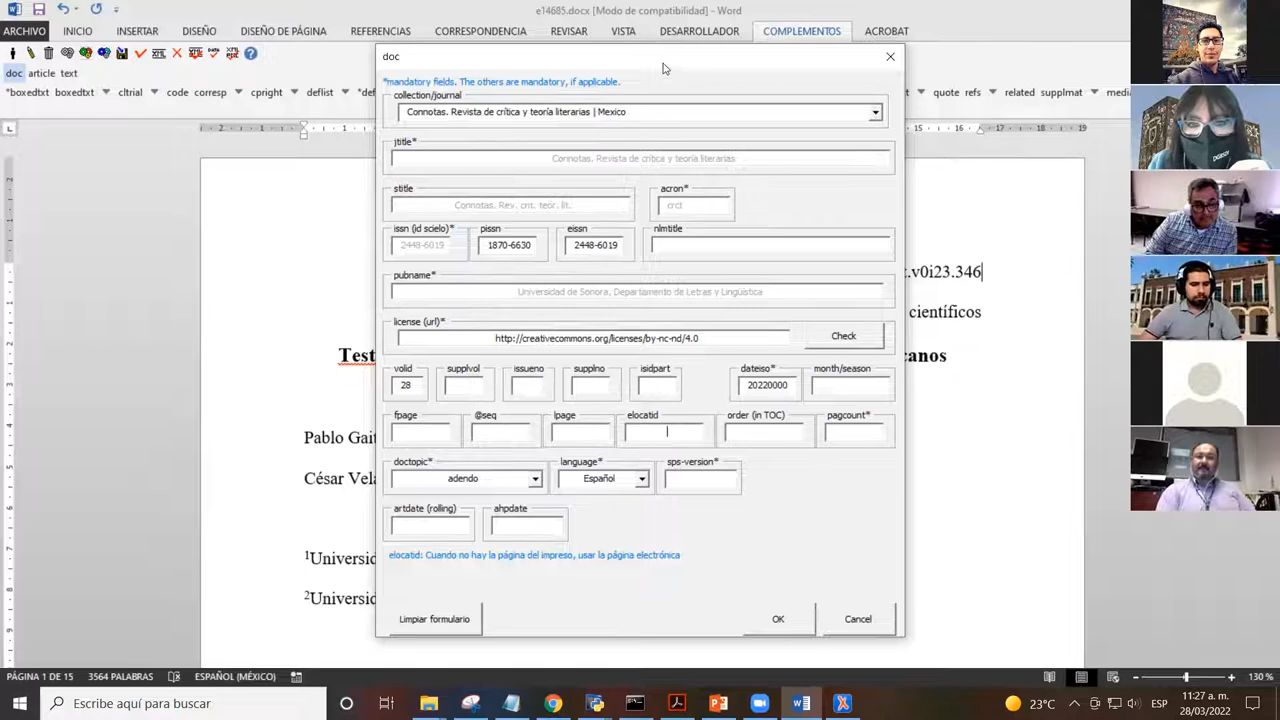 e14685.docx [Modo de compatibilidad] - Word
ARCHIVO INICIO INSERTAR DISEÑO DISEÑO DE PÁGINA REFERENCIAS CORRESPONDENCIA REVISAR VISTA DESARROLLADOR COMPLEMENTOS ACROBAT
doc article text
*boxedtxt boxedtxt cltrial code corresp cpright deflist quote refs related supplmat
doc
*mandatory fields. The others are mandatory, if applicable.
collection/journal
Connotas. Revista de crítica y teoría literarias | Mexico
jtitle*
Connotas. Revista de crítica y teoría literarias
stitle acron*
Connotas. Rev. crit. teor. lit. crct
issn (id scielo)* pissn eissn nlmtitle
2448-6019 1870-6630 2448-6019
pubname*
Universidad de Sonora, Departamento de Letras y Lingüística
license (url)*
http://creativecommons.org/licenses/by-nc-nd/4.0 Check
volid supplvol issueno supplno isidpart dateiso* month/season
28 20220000
fpage @seq lpage elocatid order (in TOC) pagcount*
doctopic* language* sps-version*
adendo Español
artdate (rolling) ahpdate
elocatid: Cuando no hay la página del impreso, usar la página electrónica
Limpiar formulario OK Cancel
.v0i23.346
científicos
Test anos
Pablo Gait
César Vela
¹Universid
²Universid
DGBSDI
PÁGINA 1 DE 15 3564 PALABRAS ESPAÑOL (MÉXICO) 130 %
Escribe aquí para buscar 23°C ESP 11:27 a. m.
28/03/2022